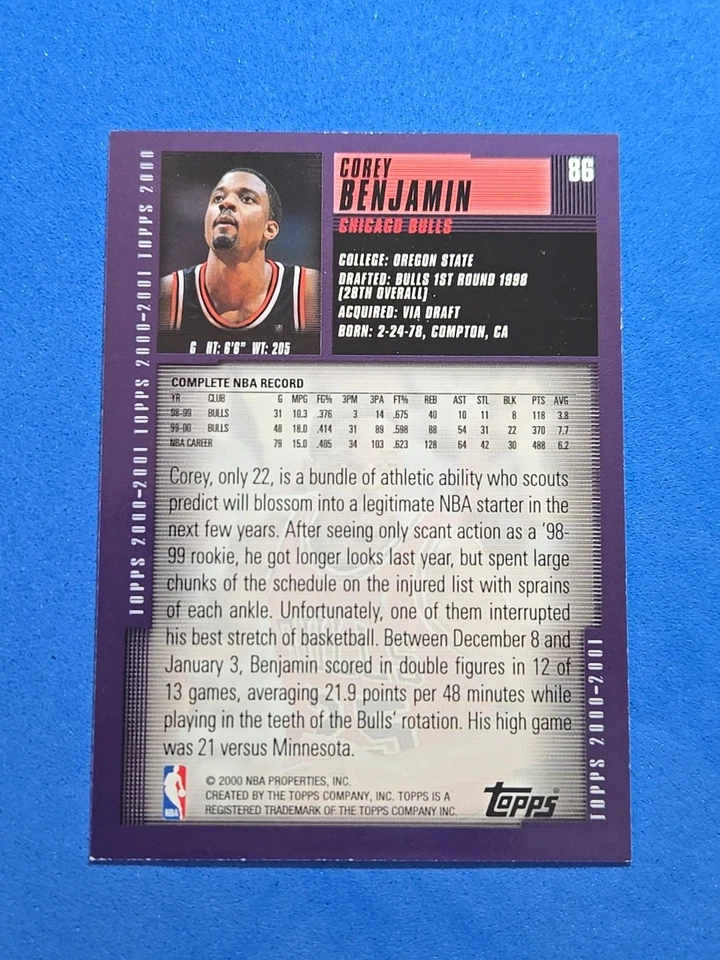 TOPPS 2000-2001 TOPPS 2000-2001 TOPPS 2000
COREY
BENJAMIN
86
CHICAGO BULLS
COLLEGE: OREGON STATE
DRAFTED: BULLS 1ST ROUND 1998
(28TH OVERALL)
ACQUIRED: VIA DRAFT
BORN: 2-24-78, COMPTON, CA
G HT: 6'6" WT: 205
COMPLETE NBA RECORD
YR CLUB G MPG FG% 3PM 3PA FT% REB AST STL BLK PTS AVG
98-99 BULLS 31 10.3 .376 3 14 .675 40 10 11 8 118 3.8
99-00 BULLS 48 18.0 .414 31 89 .598 88 54 31 22 370 7.7
NBA CAREER 79 15.0 .405 34 103 .623 128 64 42 30 488 6.2
Corey, only 22, is a bundle of athletic ability who scouts
predict will blossom into a legitimate NBA starter in the
next few years. After seeing only scant action as a '98-
99 rookie, he got longer looks last year, but spent large
chunks of the schedule on the injured list with sprains
of each ankle. Unfortunately, one of them interrupted
his best stretch of basketball. Between December 8 and
January 3, Benjamin scored in double figures in 12 of
13 games, averaging 21.9 points per 48 minutes while
playing in the teeth of the Bulls' rotation. His high game
was 21 versus Minnesota.
NBA
© 2000 NBA PROPERTIES, INC.
CREATED BY THE TOPPS COMPANY, INC. TOPPS IS A
REGISTERED TRADEMARK OF THE TOPPS COMPANY INC.
Topps®
TOPPS 2000-2001